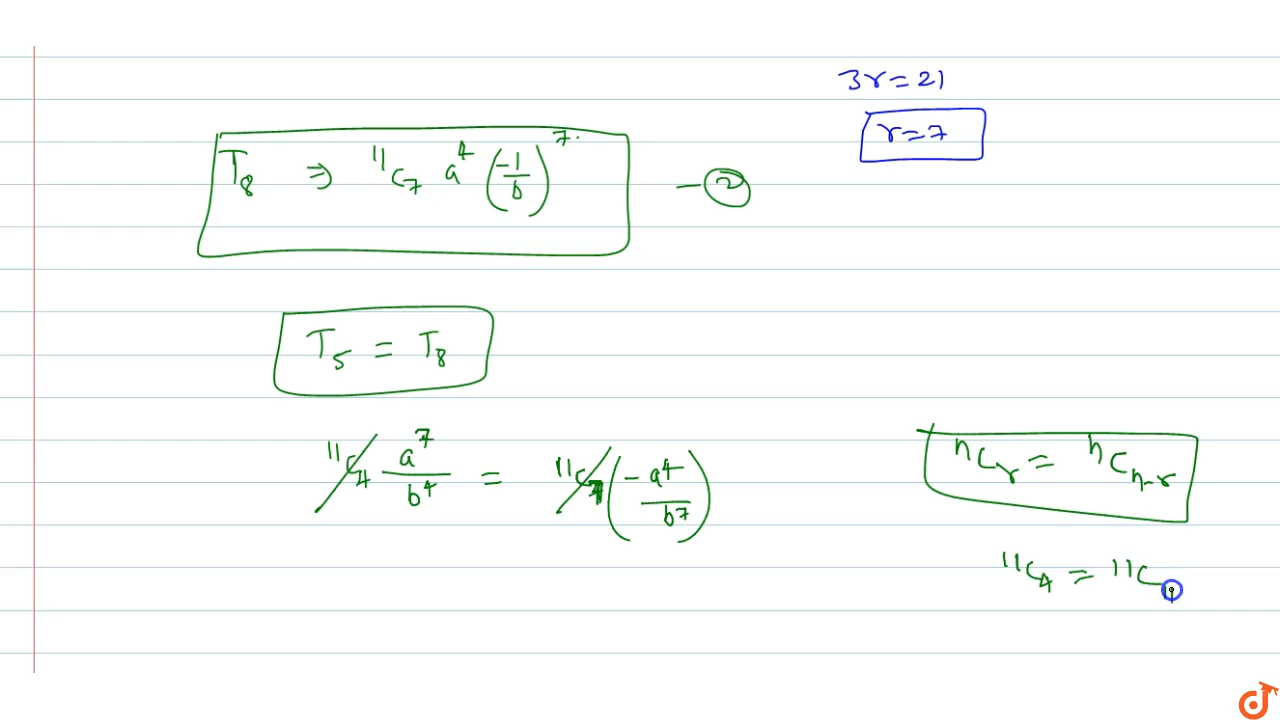 3r=21
r=7
T₈ ⇒ ¹¹C₇ a⁴ (-1/b)⁷ - ②
T₅ = T₈
¹¹C₄ a⁷/b⁴ = ¹¹C₇ (-a⁴/b⁷)
ⁿCᵣ = ⁿCₙ₋ᵣ
¹¹C₄ = ¹¹C